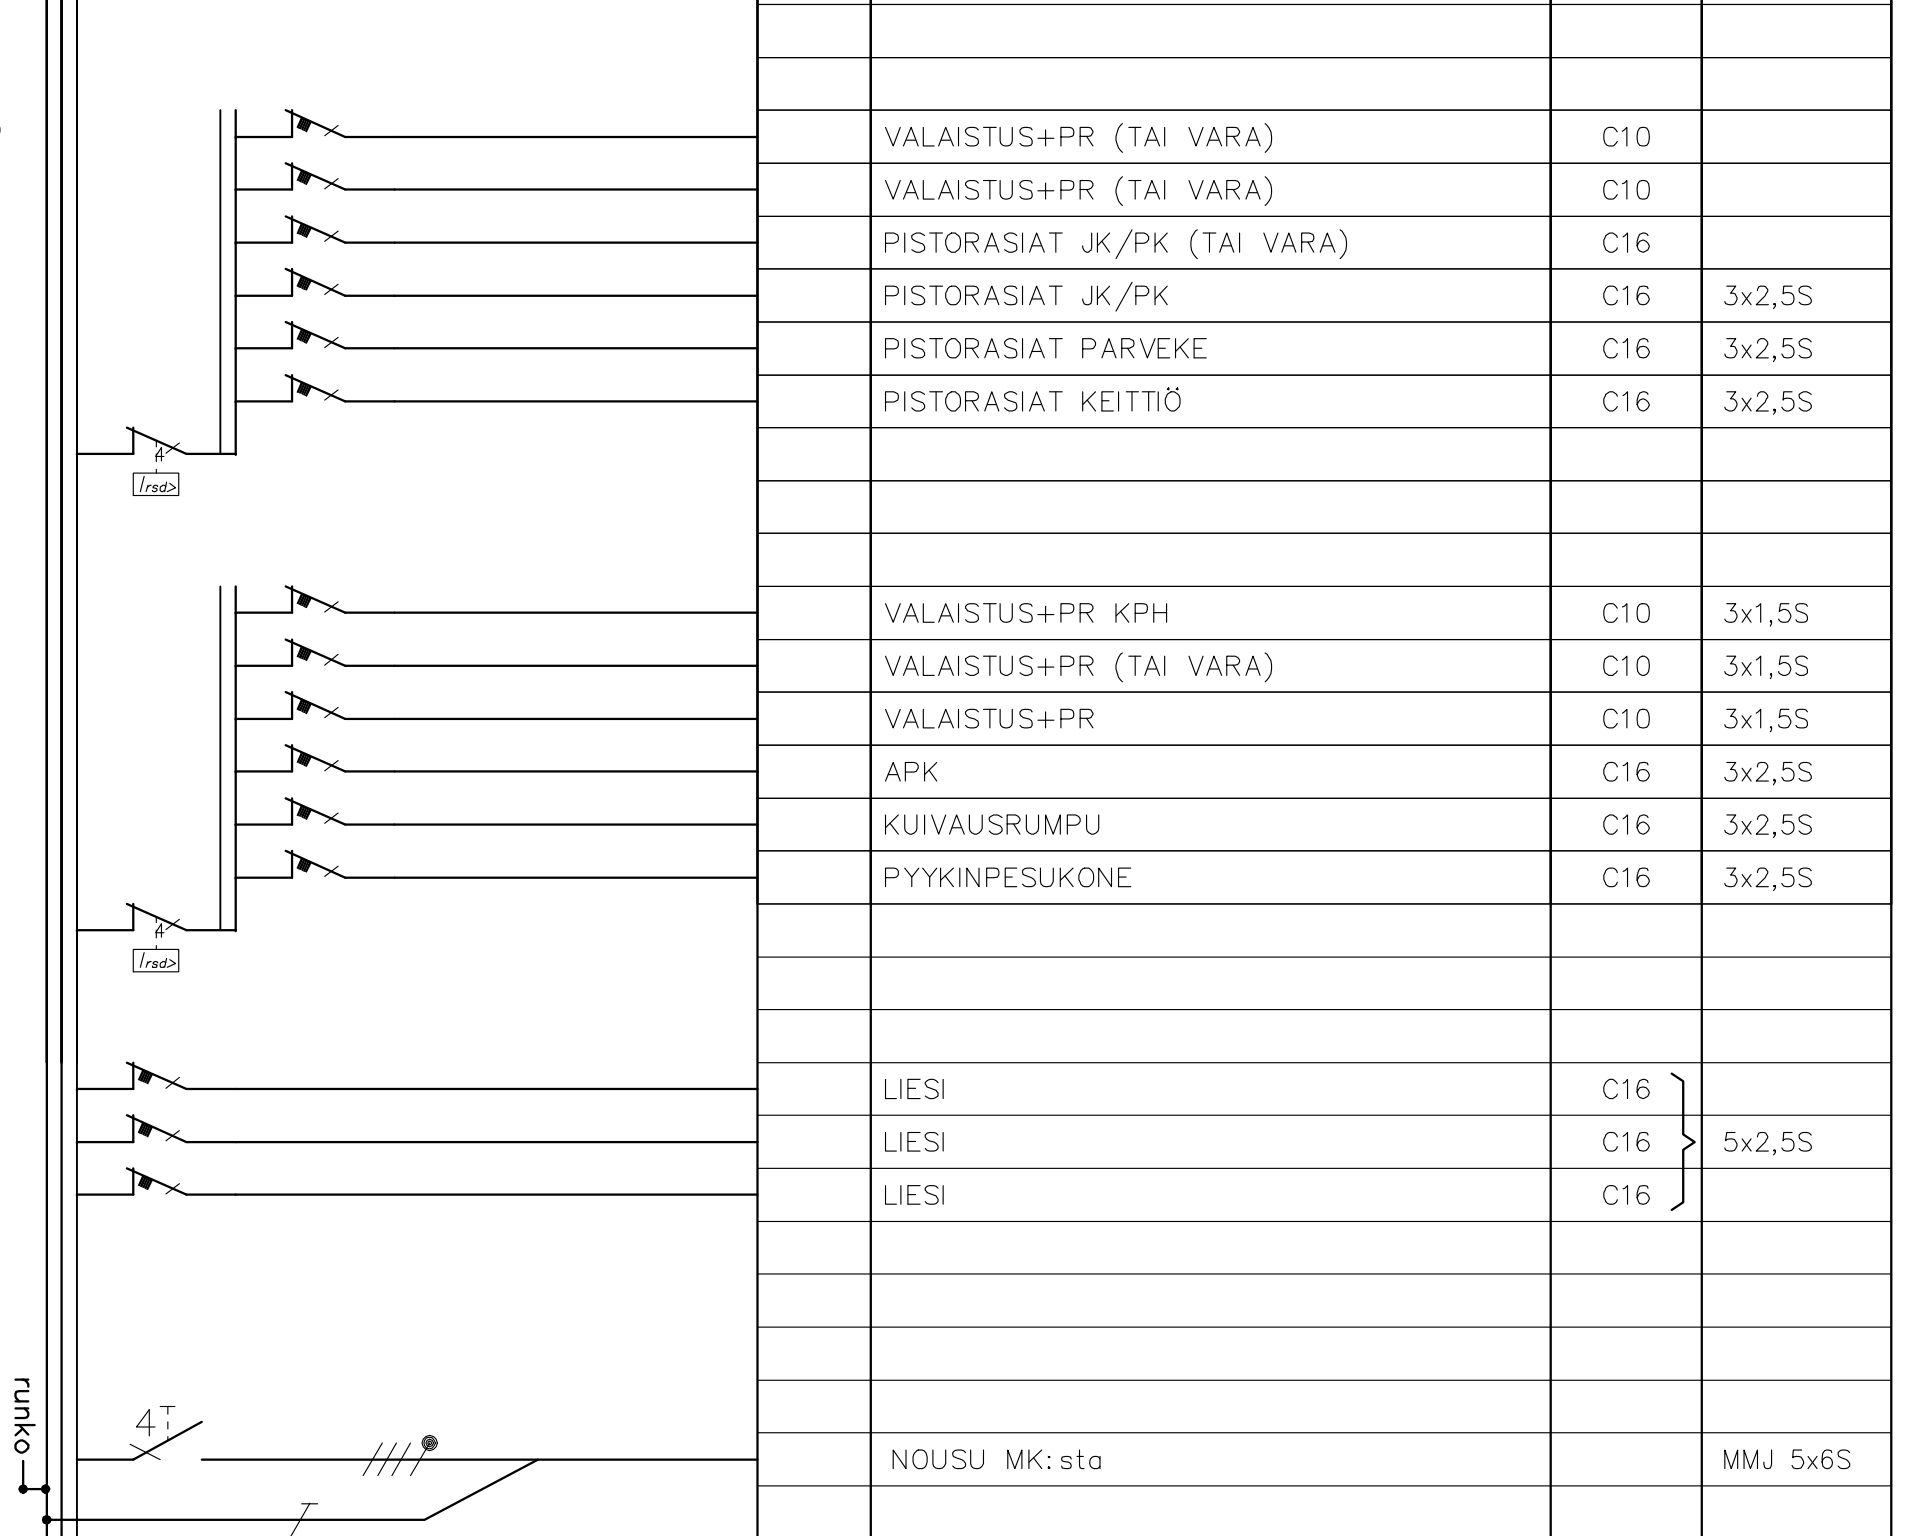 VALAISTUS+PR (TAI VARA) C10
VALAISTUS+PR (TAI VARA) C10
PISTORASIAT JK/PK (TAI VARA) C16
PISTORASIAT JK/PK C16 3x2,5S
PISTORASIAT PARVEKE C16 3x2,5S
PISTORASIAT KEITTIÖ C16 3x2,5S
4
Irsd>
VALAISTUS+PR KPH C10 3x1,5S
VALAISTUS+PR (TAI VARA) C10 3x1,5S
VALAISTUS+PR C10 3x1,5S
APK C16 3x2,5S
KUIVAUSRUMPU C16 3x2,5S
PYYKINPESUKONE C16 3x2,5S
4
Irsd>
LIESI C16
LIESI C16 5x2,5S
LIESI C16
runko
4
NOUSU MK:sta MMJ 5x6S